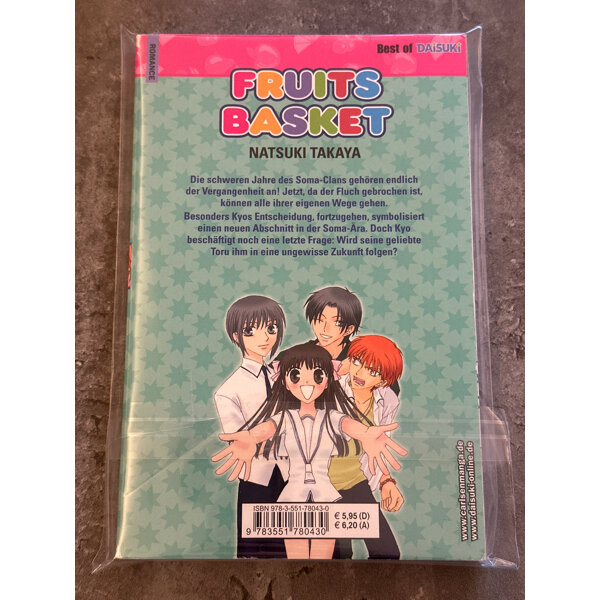 ROMANCE
Best of DAiSUKi
FRUITS
BASKET
NATSUKI TAKAYA
Die schweren Jahre des Soma-Clans gehören endlich
der Vergangenheit an! Jetzt, da der Fluch gebrochen ist,
können alle ihrer eigenen Wege gehen.
Besonders Kyos Entscheidung, fortzugehen, symbolisiert
einen neuen Abschnitt in der Soma-Ära. Doch Kyo
beschäftigt noch eine letzte Frage: Wird seine geliebte
Toru ihm in eine ungewisse Zukunft folgen?
www.carlsenmanga.de
www.daisuki-online.de
ISBN 978-3-551-78043-0
9 783551 780430
€ 5,95 (D)
€ 6,20 (A)